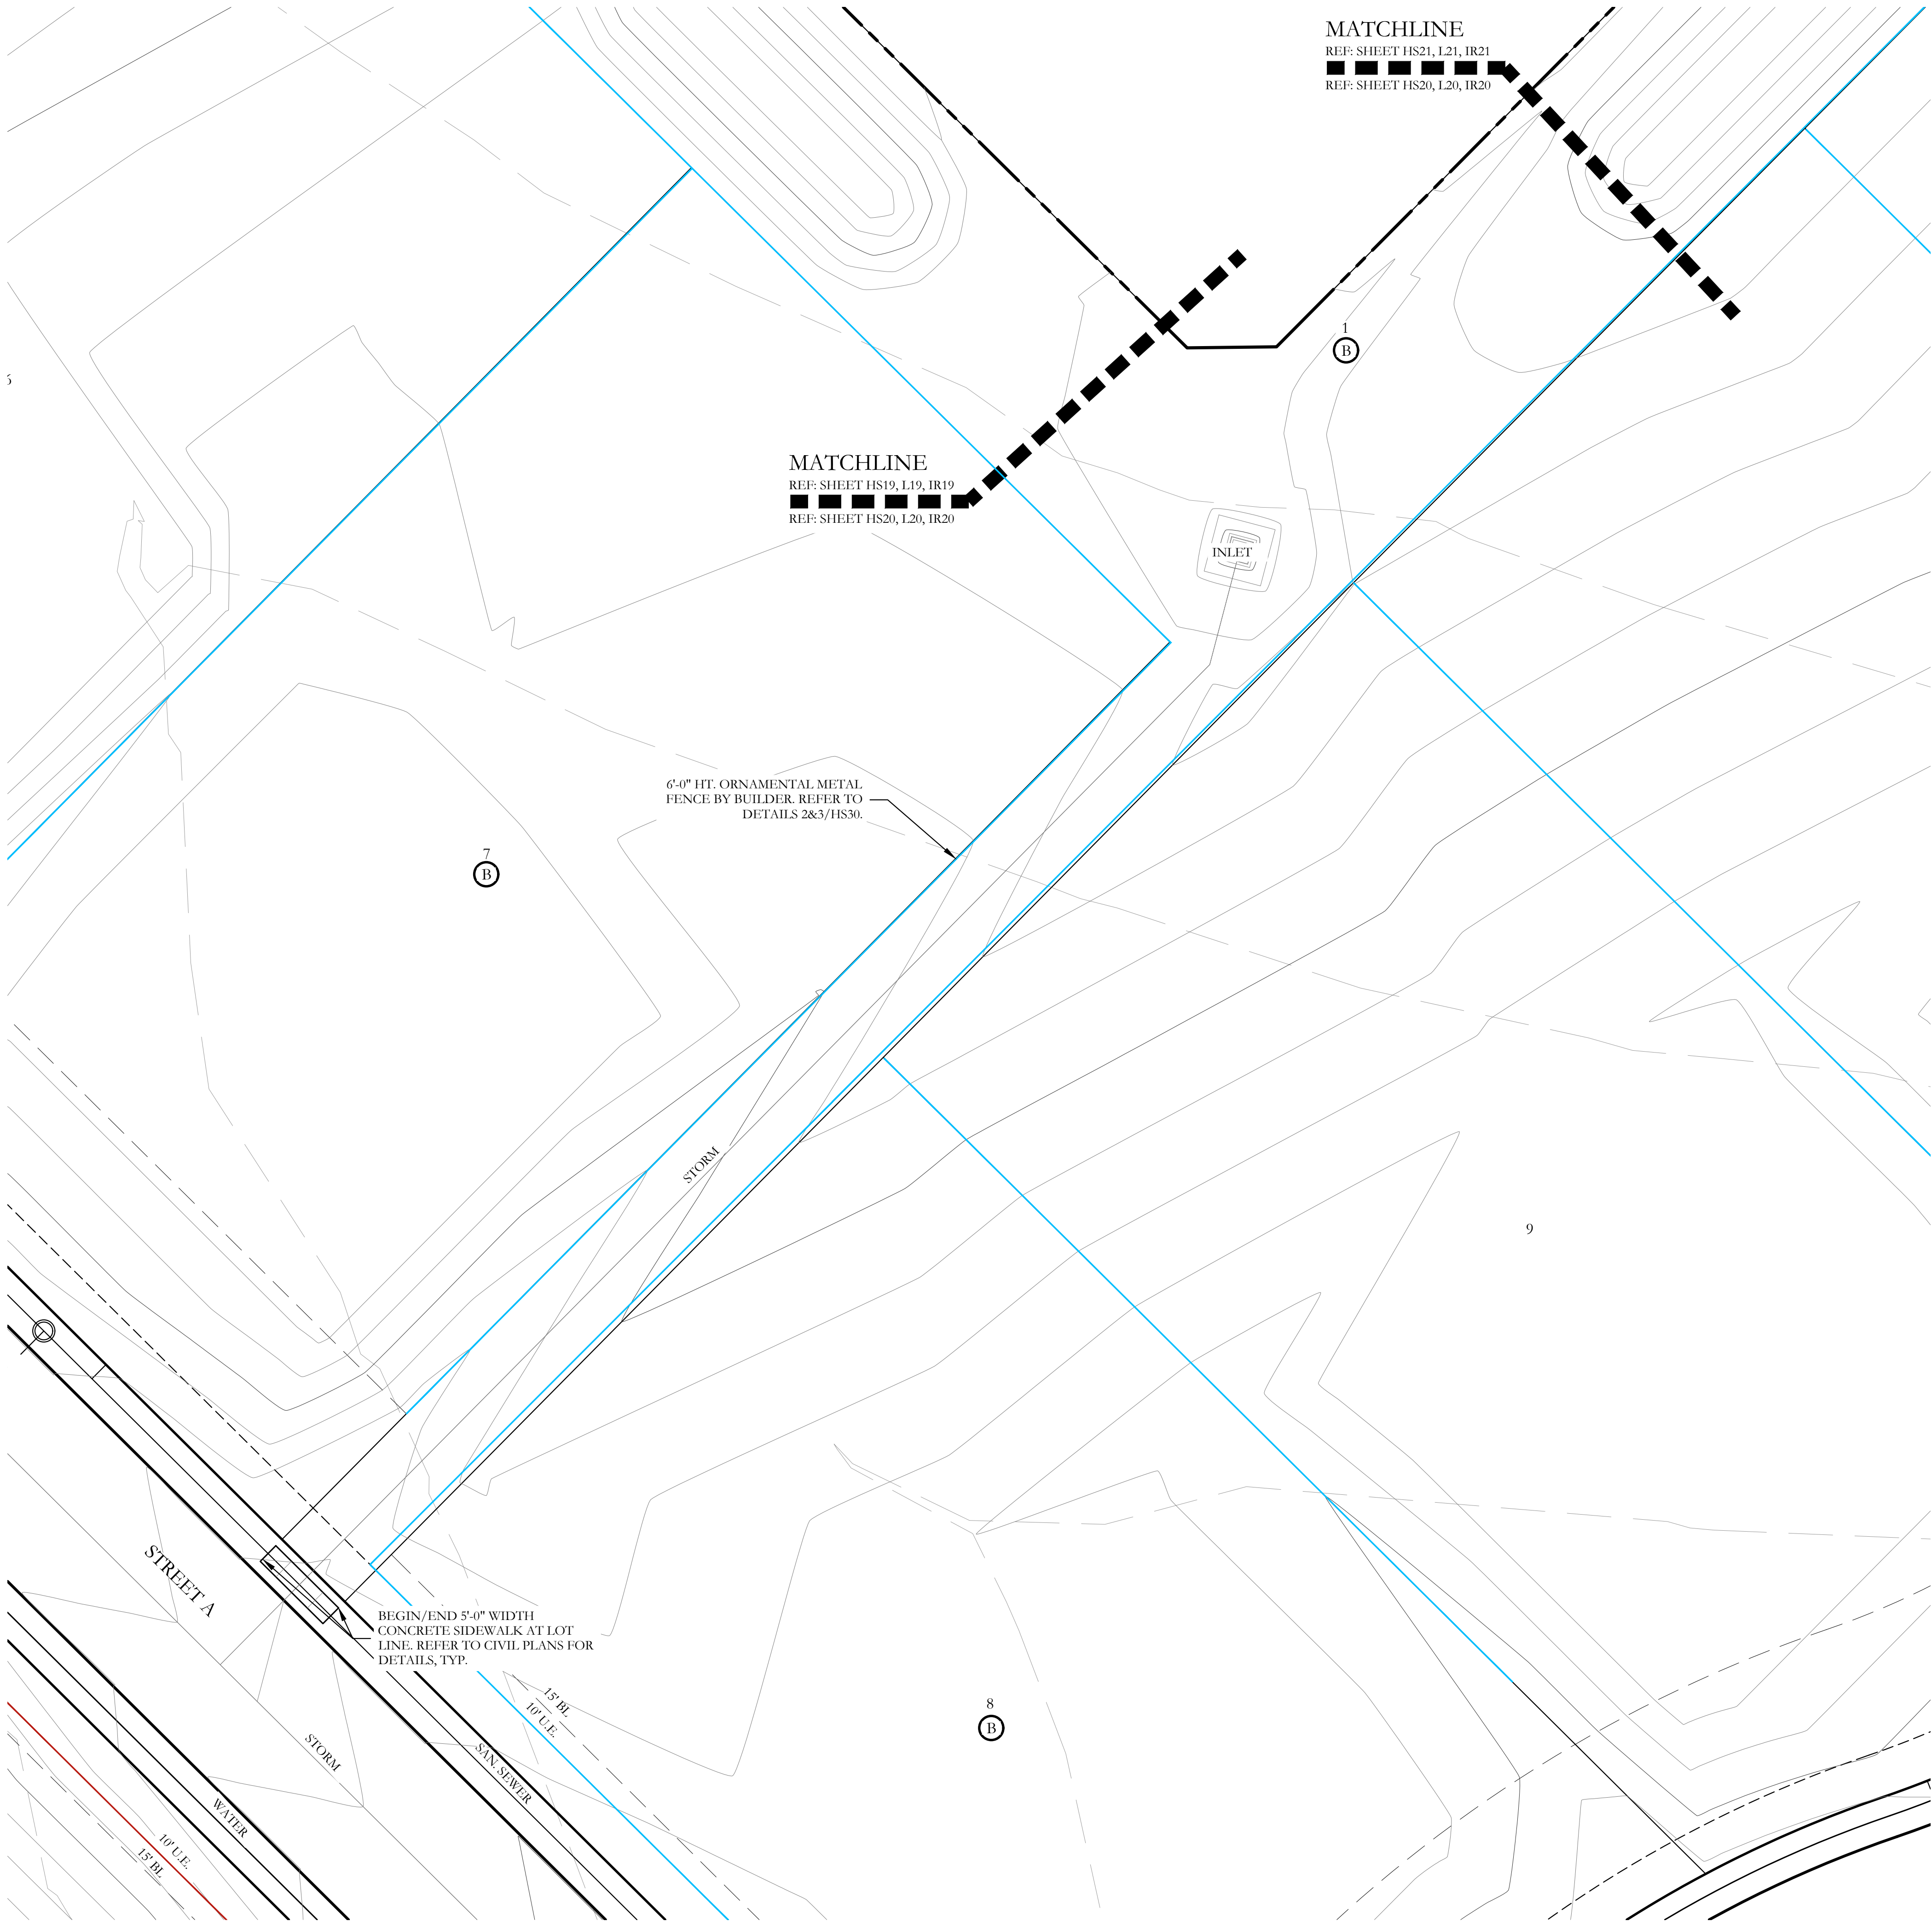 MATCHLINE
REF: SHEET HS21, L21, IR21
REF: SHEET HS20, L20, IR20
1
B
MATCHLINE
REF: SHEET HS19, L19, IR19
REF: SHEET HS20, L20, IR20
INLET
6'-0" HT. ORNAMENTAL METAL
FENCE BY BUILDER. REFER TO
DETAILS 2&3/HS30.
7
B
STORM
9
STREET A
BEGIN/END 5'-0" WIDTH
CONCRETE SIDEWALK AT LOT
LINE. REFER TO CIVIL PLANS FOR
DETAILS, TYP.
15' BL
10' U.E.
8
B
STORM
SAN. SEWER
WATER
10' U.E.
15' BL